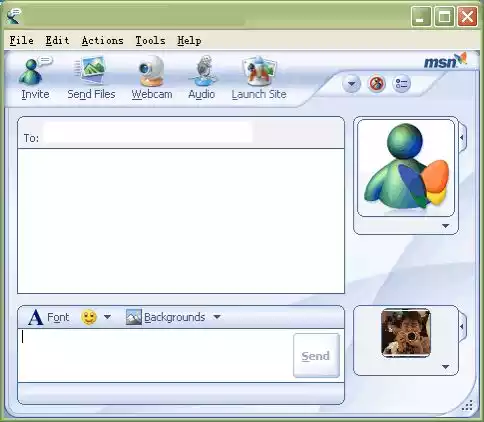 File Edit Actions Tools Help
msn
Invite Send Files Webcam Audio Launch Site
To:
Font Backgrounds
Send